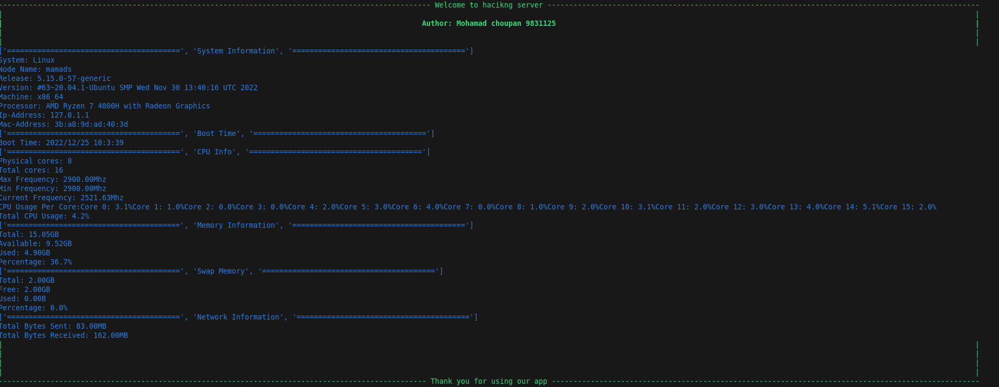 ---------------------------------------------------------------------------------------------------- Welcome to hacikng server ----------------------------------------------------------------------------------------------------
| |
| Author: Mohamad choupan 9831125 |
| |
| |
['========================================', 'System Information', '========================================']
System: Linux
Node Name: mamads
Release: 5.15.0-57-generic
Version: #63~20.04.1-Ubuntu SMP Wed Nov 30 13:40:16 UTC 2022
Machine: x86_64
Processor: AMD Ryzen 7 4800H with Radeon Graphics
Ip-Address: 127.0.1.1
Mac-Address: 3b:a8:9d:ad:40:3d
['========================================', 'Boot Time', '========================================']
Boot Time: 2022/12/25 10:3:39
['========================================', 'CPU Info', '========================================']
Physical cores: 8
Total cores: 16
Max Frequency: 2900.00Mhz
Min Frequency: 2900.00Mhz
Current Frequency: 2521.63Mhz
CPU Usage Per Core:Core 0: 3.1%Core 1: 1.0%Core 2: 0.0%Core 3: 0.0%Core 4: 2.0%Core 5: 3.0%Core 6: 4.0%Core 7: 0.0%Core 8: 1.0%Core 9: 2.0%Core 10: 3.1%Core 11: 2.0%Core 12: 3.0%Core 13: 4.0%Core 14: 5.1%Core 15: 2.0%
Total CPU Usage: 4.2%
['========================================', 'Memory Information', '========================================']
Total: 15.05GB
Available: 9.52GB
Used: 4.90GB
Percentage: 36.7%
['========================================', 'Swap Memory', '========================================']
Total: 2.00GB
Free: 2.00GB
Used: 0.00B
Percentage: 0.0%
['========================================', 'Network Information', '========================================']
Total Bytes Sent: 83.00MB
Total Bytes Received: 162.00MB
| |
| |
| |
| |
--------------------------------------------------------------------------------------------------- Thank you for using our app ---------------------------------------------------------------------------------------------------